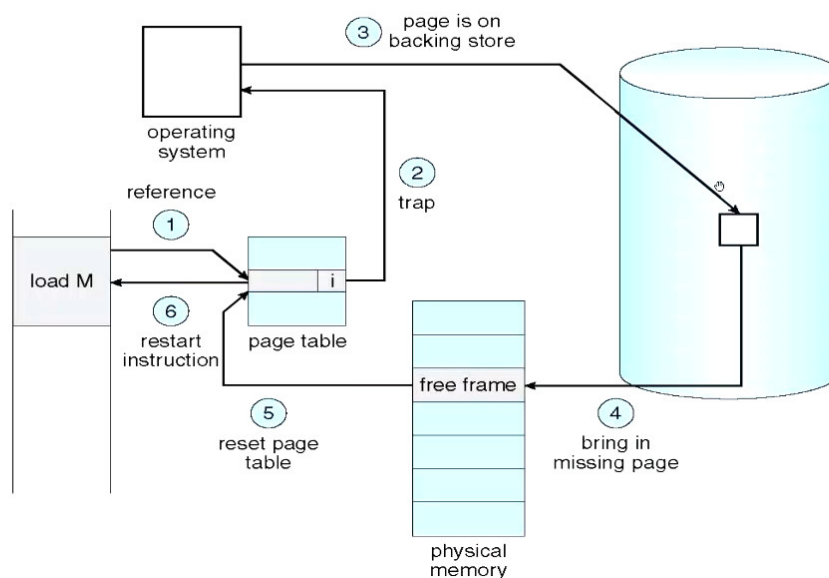 3
page is on
backing store
operating
system
2
trap
reference
1
load M
i
6
restart
instruction
page table
free frame
5
reset page
table
4
bring in
missing page
physical
memory